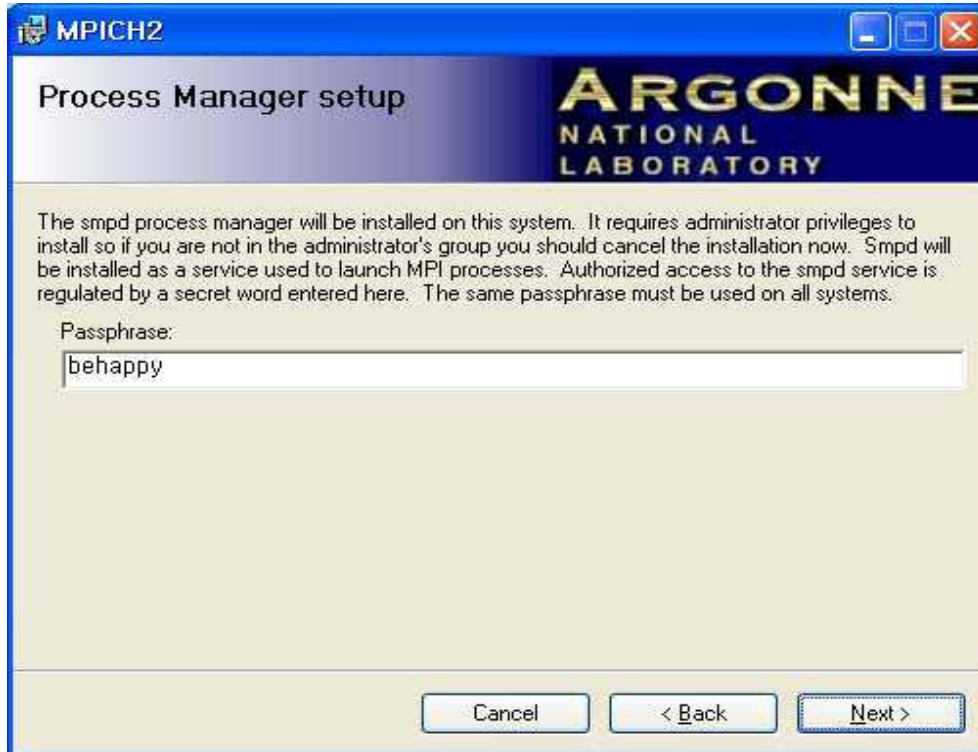 MPICH2
Process Manager setup
ARGONNE
NATIONAL
LABORATORY
The smpd process manager will be installed on this system. It requires administrator privileges to
install so if you are not in the administrator's group you should cancel the installation now. Smpd will
be installed as a service used to launch MPI processes. Authorized access to the smpd service is
regulated by a secret word entered here. The same passphrase must be used on all systems.
Passphrase:
behappy
Cancel
< Back
Next >